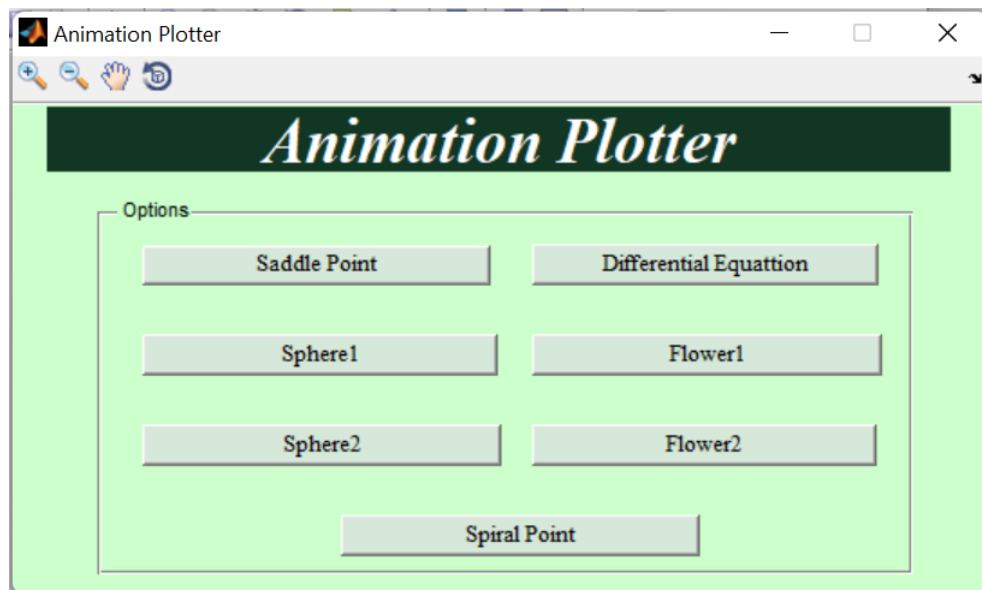 Animation Plotter
Animation Plotter
Options
Saddle Point
Differential Equattion
Sphere1
Flower1
Sphere2
Flower2
Spiral Point